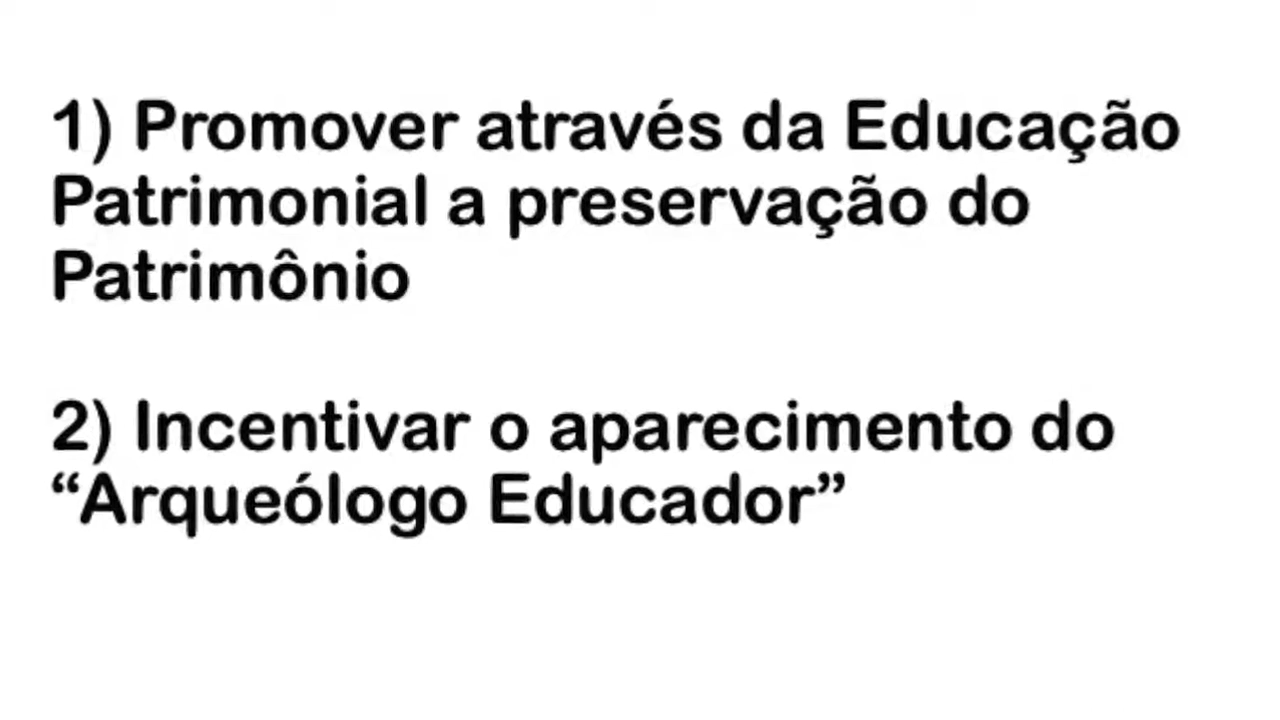 1) Promover através da Educação
Patrimonial a preservação do
Patrimônio
2) Incentivar o aparecimento do
“Arqueólogo Educador”